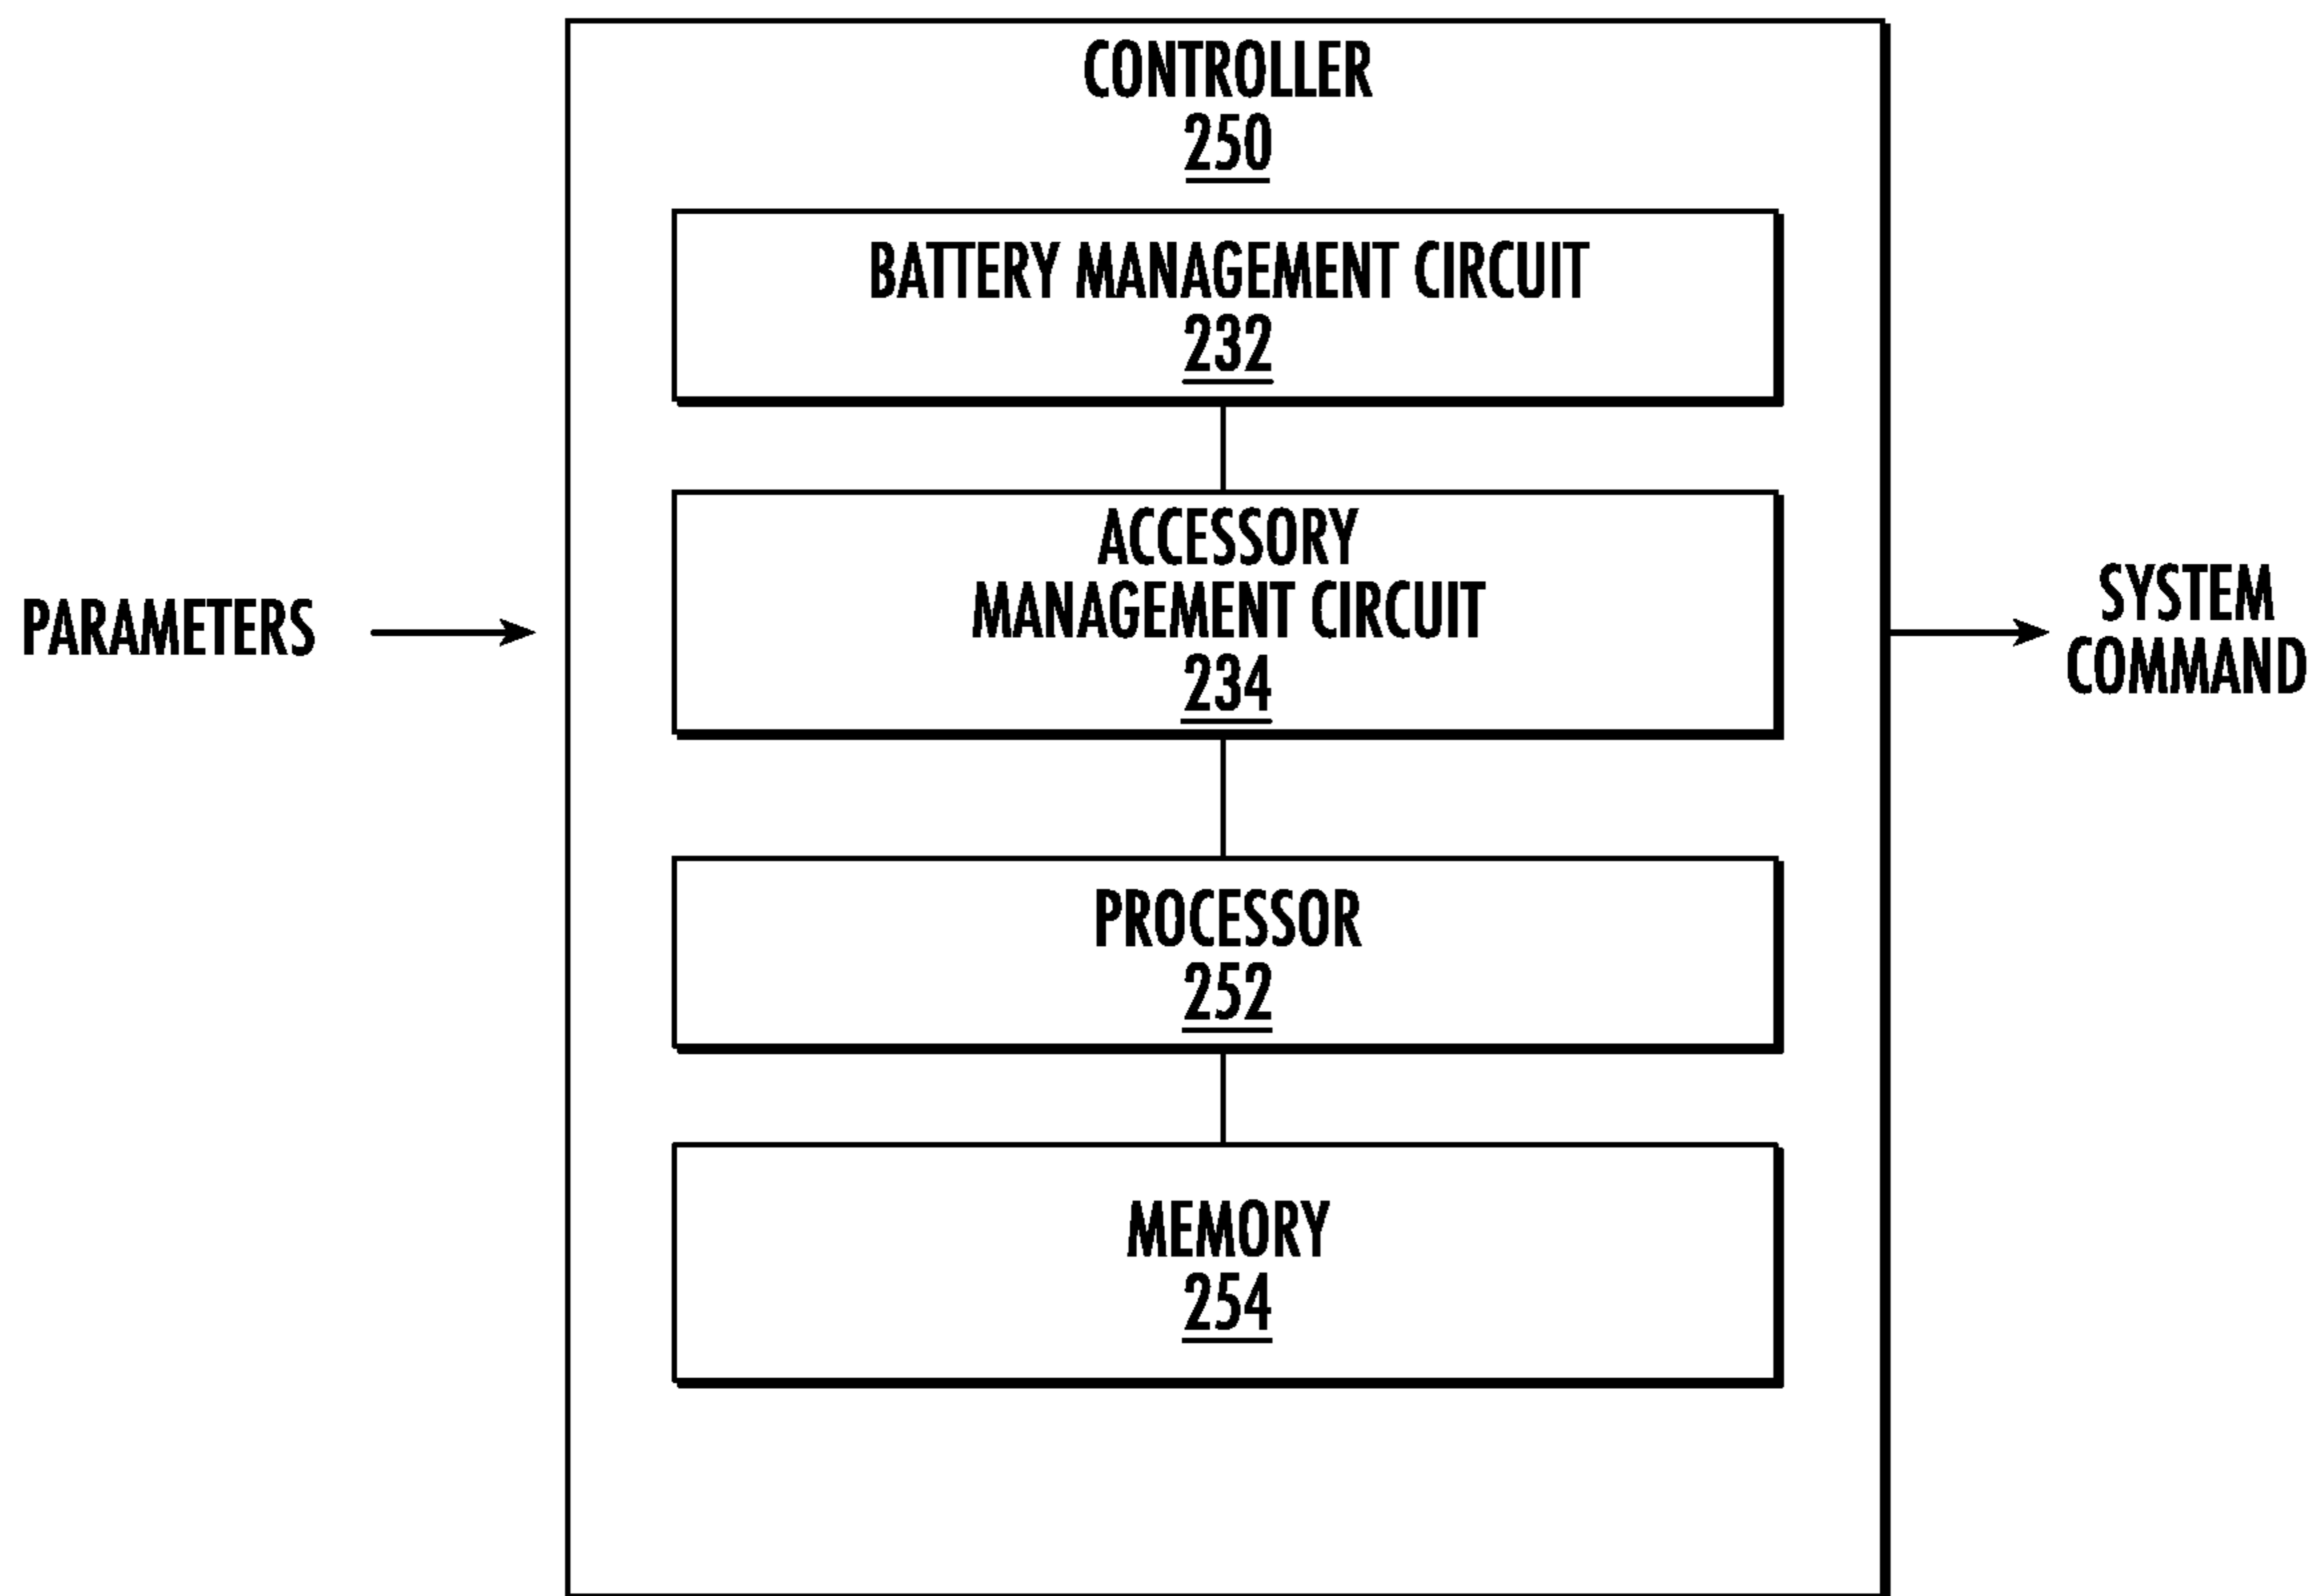 CONTROLLER
250
BATTERY MANAGEMENT CIRCUIT
232
ACCESSORY
MANAGEMENT CIRCUIT
234
PARAMETERS
SYSTEM
COMMAND
PROCESSOR
252
MEMORY
254